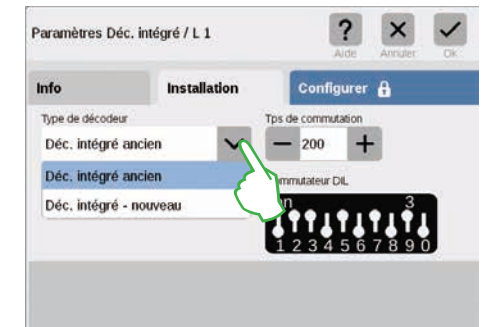 Paramètres Déc. intégré / L 1
?
Aide
Annuler
Ok
Info
Installation
Configurer
Type de décodeur
Tps de commutation
Déc. intégré ancien
200
Déc. intégré ancien
Déc. intégré - nouveau
DIL
3
1 2 3 4 5 6 7 8 9 0